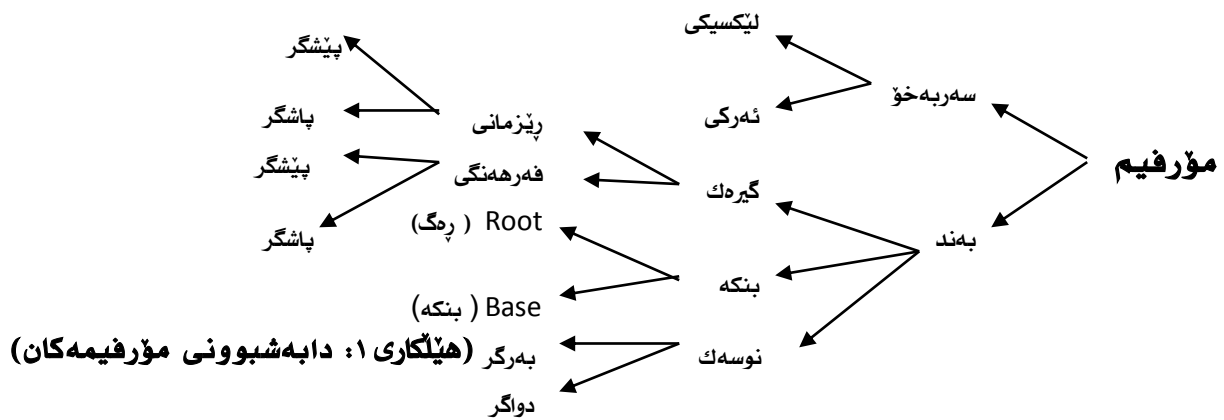 مۆرفیم
سەربەخۆ
لێکسیکی
ئەرکی
بەند
گیرەك
ڕێزمانی
پێشگر
پاشگر
فەرهەنگی
پێشگر
پاشگر
بنکە
Root ( ڕەگ)
Base ( بنکە)
نوسەك
بەرگر
دواگر
(هێڵکاری ١: دابەشبوونی مۆرفیمەکان)